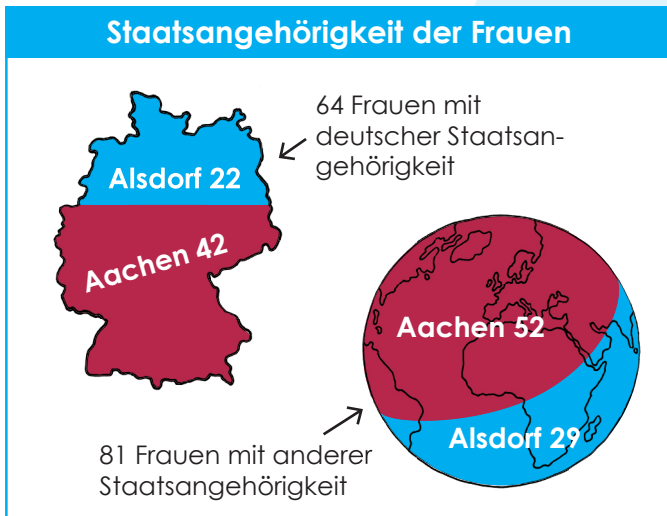 Staatsangehörigkeit der Frauen
64 Frauen mit
deutscher Staatsan-
gehörigkeit
Alsdorf 22
Aachen 42
Aachen 52
Alsdorf 29
81 Frauen mit anderer
Staatsangehörigkeit